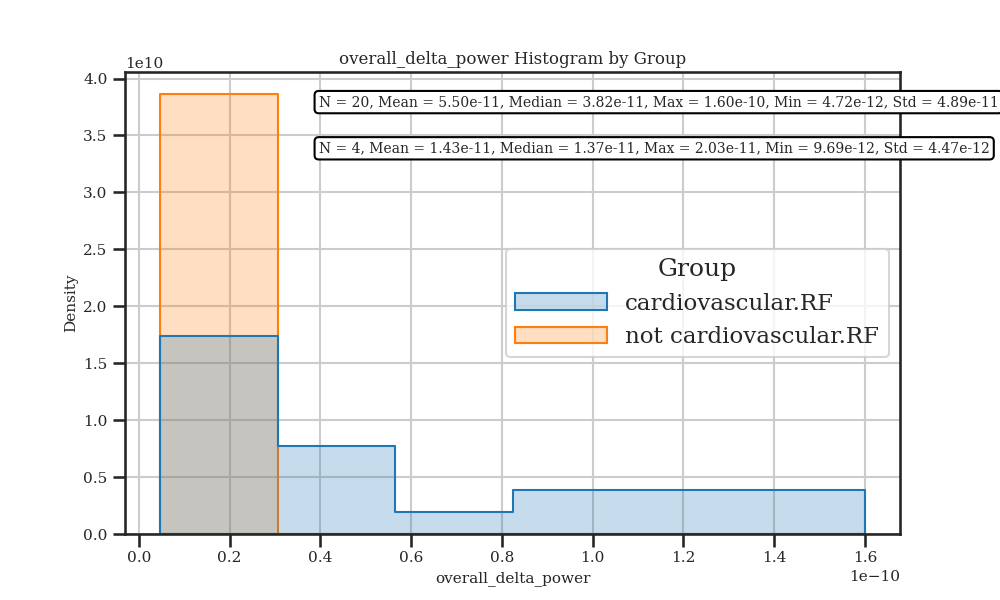 overall_delta_power Histogram by Group
1e10
4.0
3.5
3.0
2.5
2.0
1.5
1.0
0.5
0.0
Density
N = 20, Mean = 5.50e-11, Median = 3.82e-11, Max = 1.60e-10, Min = 4.72e-12, Std = 4.89e-11
N = 4, Mean = 1.43e-11, Median = 1.37e-11, Max = 2.03e-11, Min = 9.69e-12, Std = 4.47e-12
Group
cardiovascular.RF
not cardiovascular.RF
0.0 0.2 0.4 0.6 0.8 1.0 1.2 1.4 1.6
1e−10
overall_delta_power